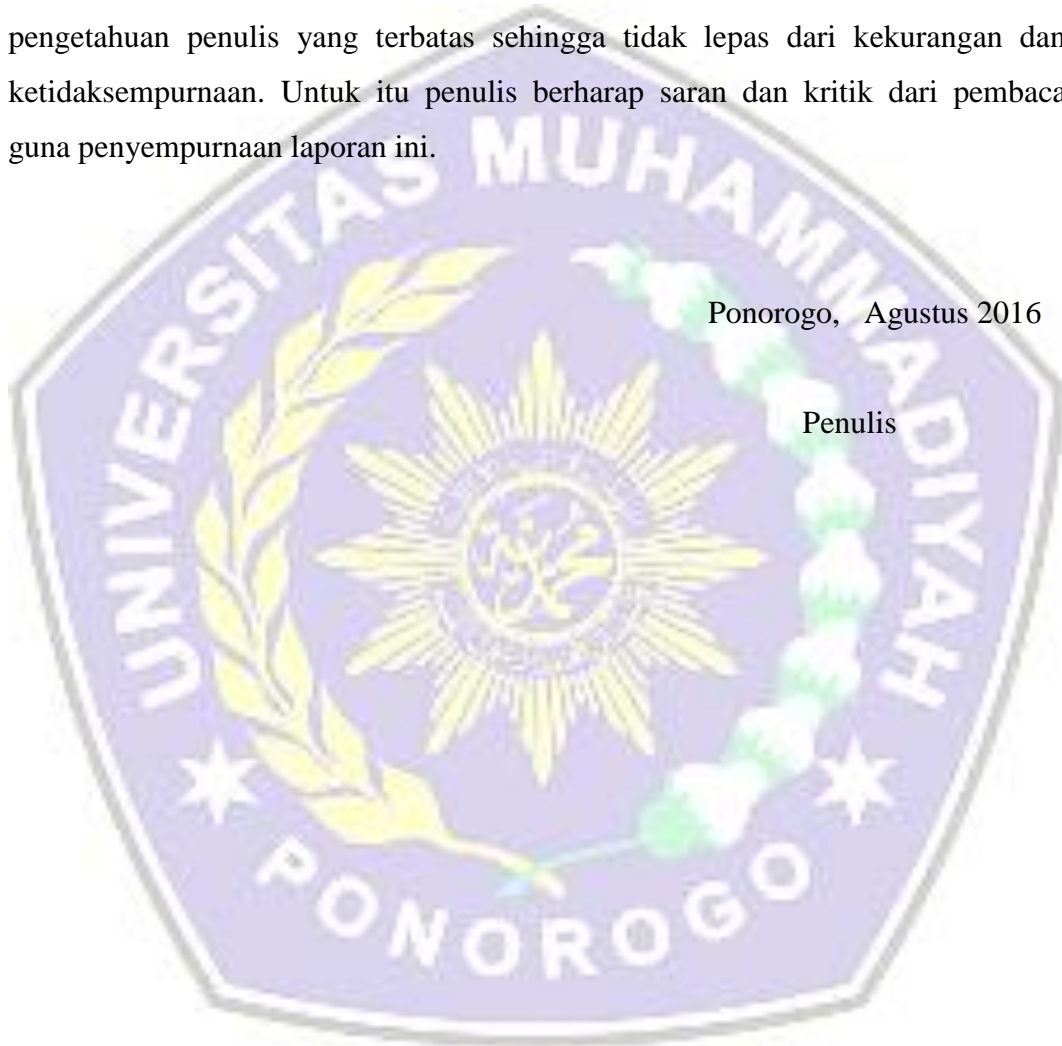 pengetahuan penulis yang terbatas sehingga tidak lepas dari kekurangan dan
ketidaksempurnaan. Untuk itu penulis berharap saran dan kritik dari pembaca
guna penyempurnaan laporan ini.
UNIVERSITAS MUHAMMADIYAH
Ponorogo, Agustus 2016
Penulis
PONOROGO